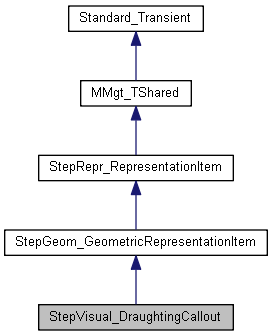 Standard_Transient
MMgt_TShared
StepRepr_RepresentationItem
StepGeom_GeometricRepresentationItem
StepVisual_DraughtingCallout